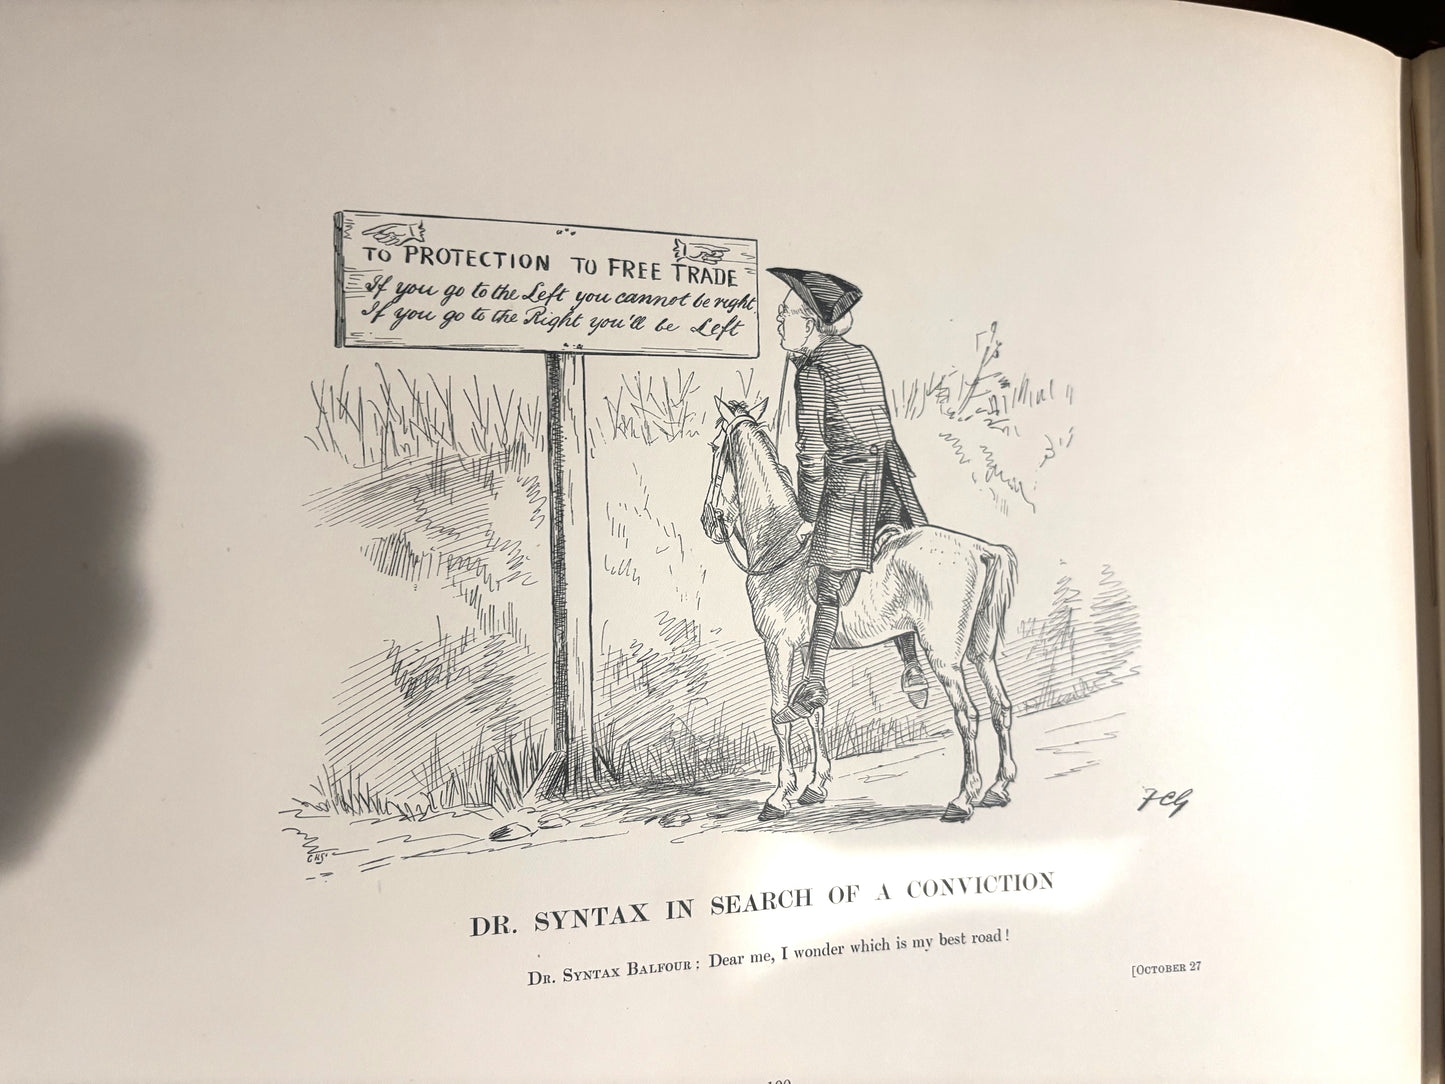 TO PROTECTION TO FREE TRADE
If you go to the Left you cannot be right
If you go to the Right you'll be Left
FCG
DR. SYNTAX IN SEARCH OF A CONVICTION
DR. SYNTAX BALFOUR: Dear me, I wonder which is my best road!
[OCTOBER 27